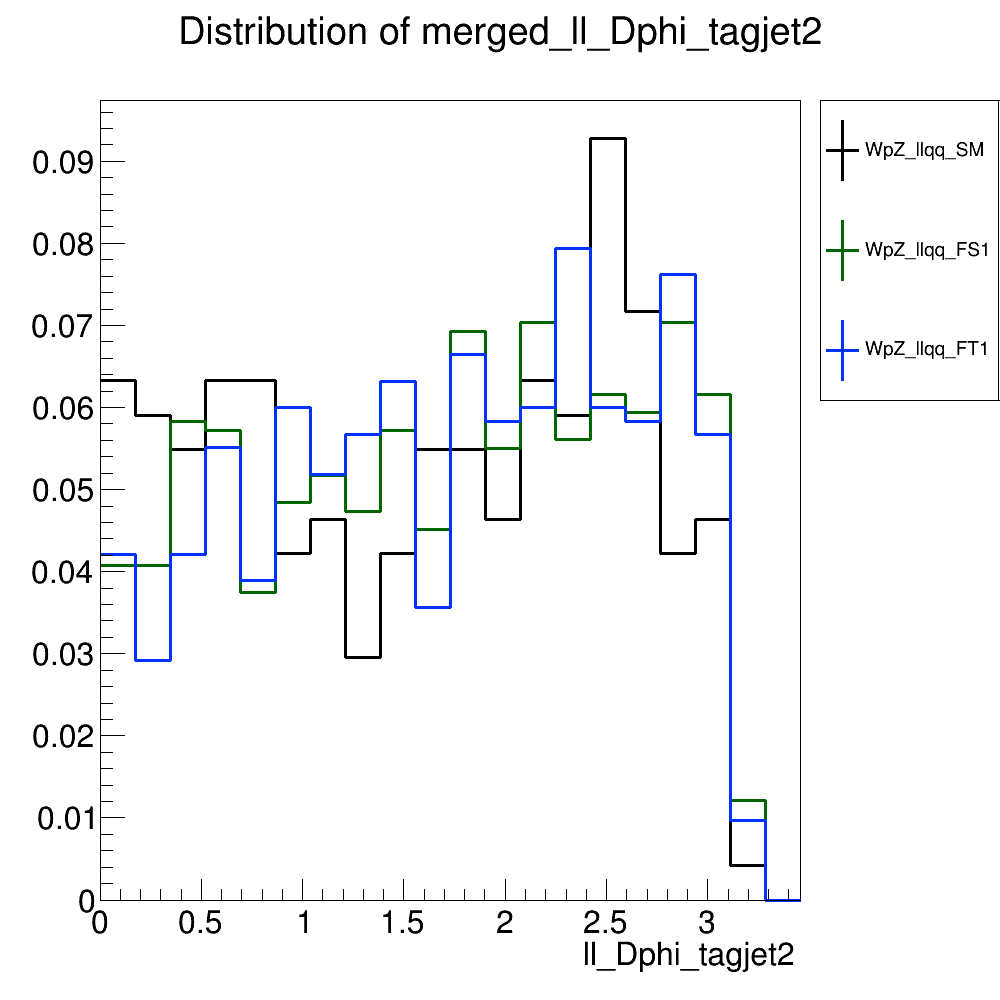 Distribution of merged_ll_Dphi_tagjet2
0.09
0.08
0.07
0.06
0.05
0.04
0.03
0.02
0.01
0
0 0.5 1 1.5 2 2.5 3
ll_Dphi_tagjet2
WpZ_llqq_SM
WpZ_llqq_FS1
WpZ_llqq_FT1